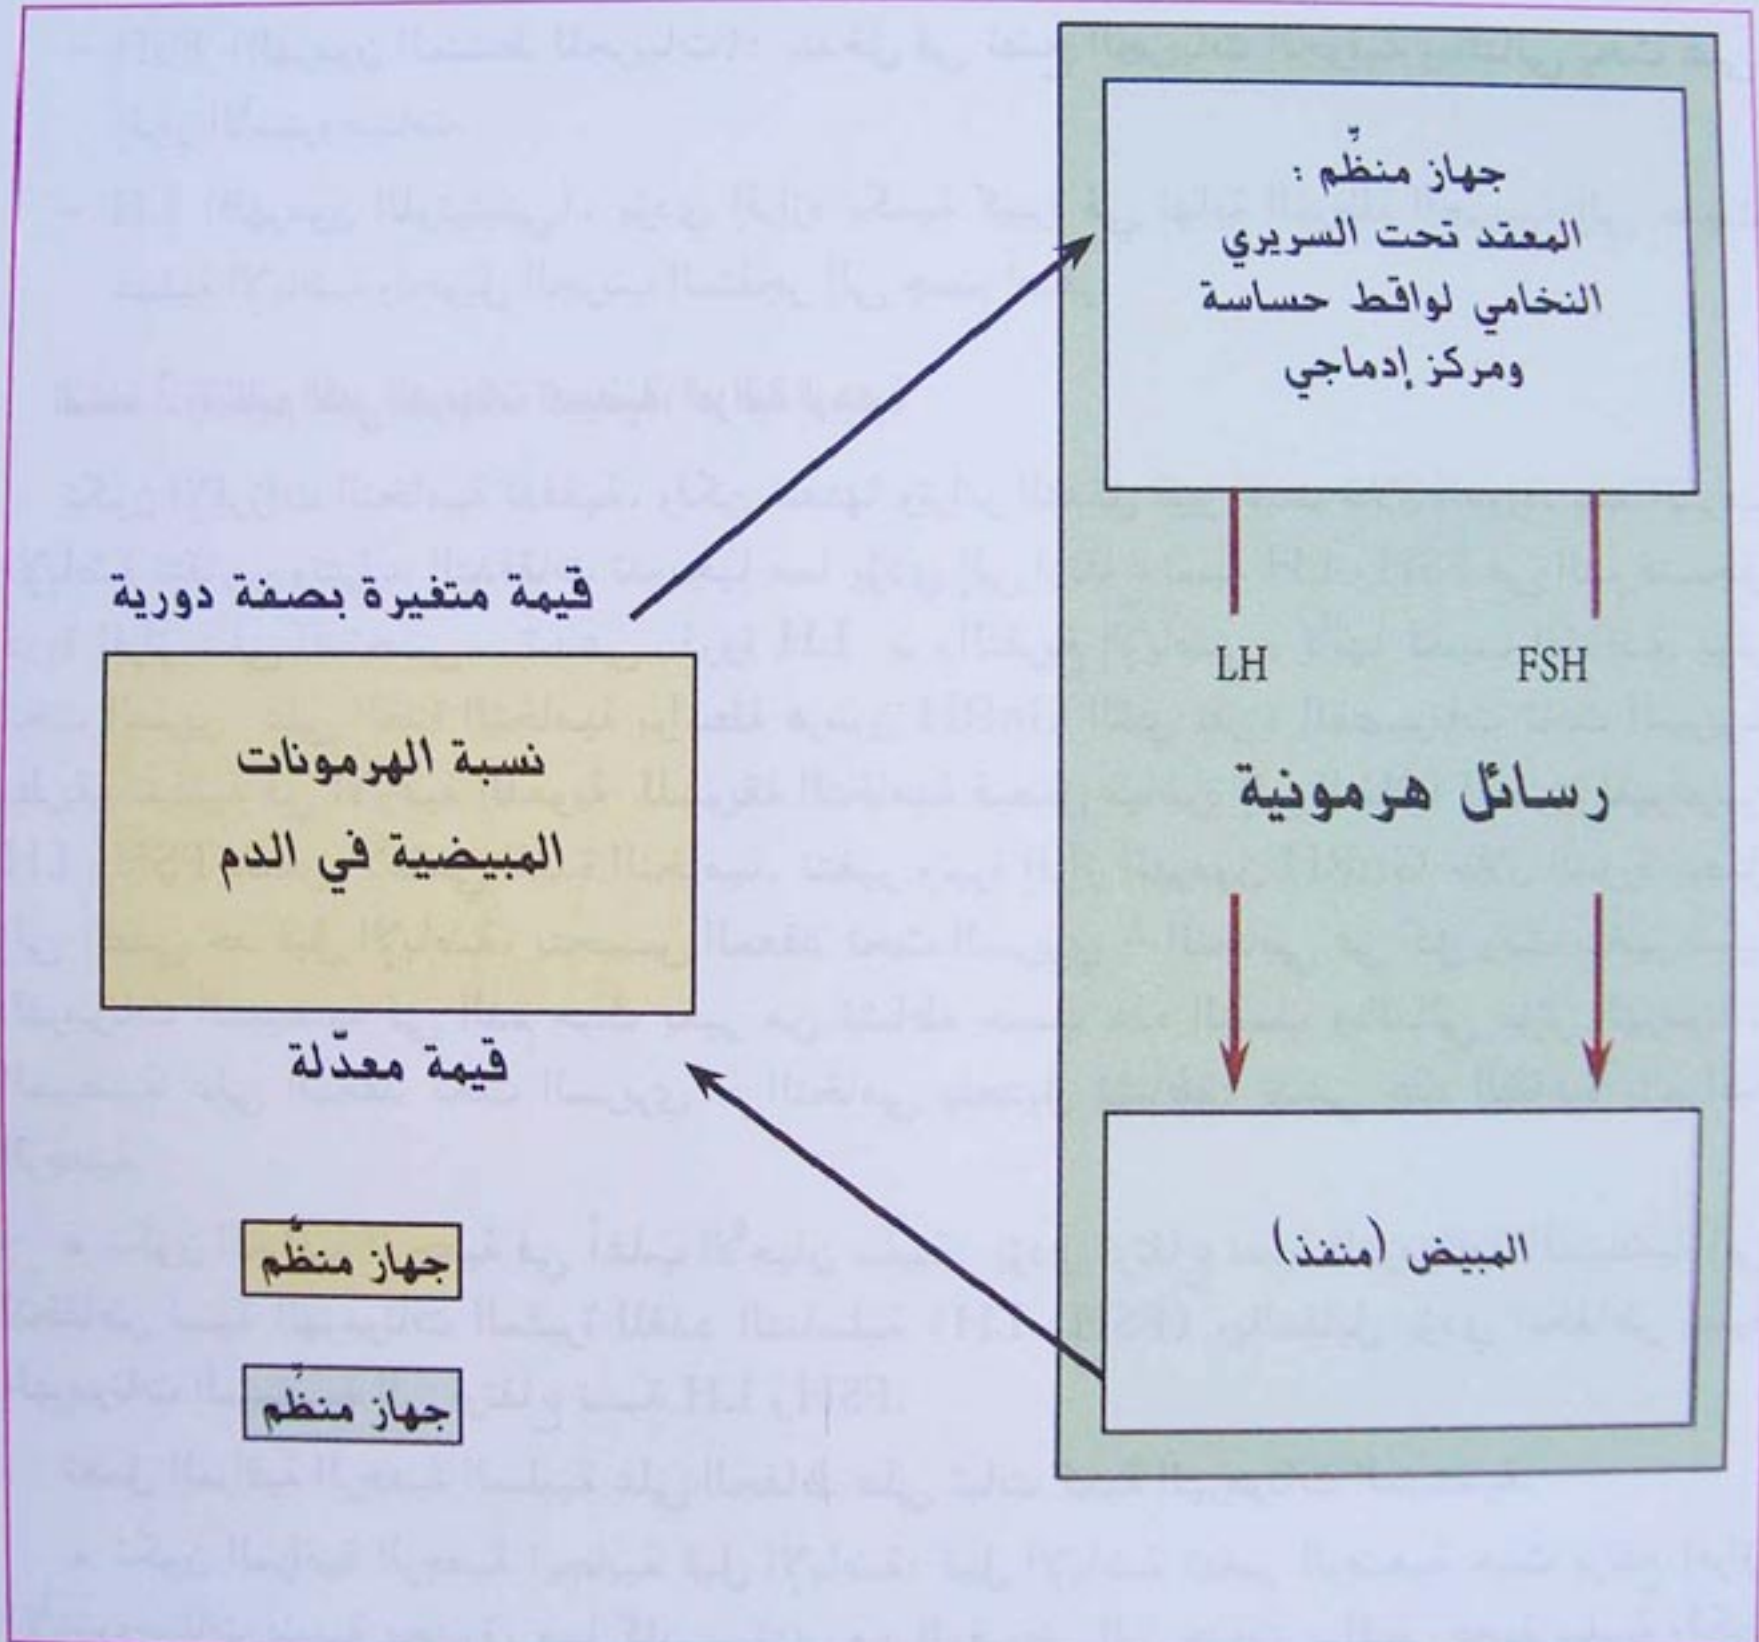 جهاز منظّم :
المعقد تحت السريري
النخامي لواقط حساسة
ومركز إدماجي
LH
FSH
رسائل هرمونية
المبيض (منفذ)
قيمة متغيرة بصفة دورية
نسبة الهرمونات
المبيضية في الدم
قيمة معدّلة
جهاز منظّم
جهاز منظّم